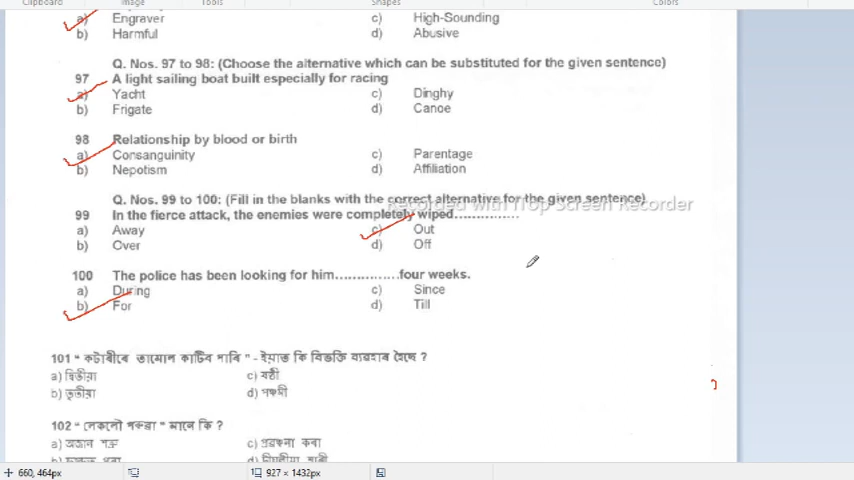 Clipboard Image Tools Shapes Colors
a) Engraver c) High-Sounding
b) Harmful d) Abusive
Q. Nos. 97 to 98: (Choose the alternative which can be substituted for the given sentence)
97 A light sailing boat built especially for racing
a) Yacht c) Dinghy
b) Frigate d) Canoe
98 Relationship by blood or birth
a) Consanguinity c) Parentage
b) Nepotism d) Affiliation
Q. Nos. 99 to 100: (Fill in the blanks with the correct alternative for the given sentence)
Recorded with iTop Screen Recorder
99 In the fierce attack, the enemies were completely wiped...............
a) Away c) Out
b) Over d) Off
100 The police has been looking for him...............four weeks.
a) During c) Since
b) For d) Till
101 " কটাৰীৰে তামোল কাটিব পাৰি " - ইয়াত কি বিভক্তি ব্যৱহাৰ হৈছে ?
a) দ্বিতীয়া c) ষষ্ঠী
b) তৃতীয়া d) পঞ্চমী
102 " নেকলৌ পৰুৱা " মানে কি ?
a) অজান শত্ৰু c) প্ৰৱঞ্চনা কৰা
660, 464px 927 × 1432px